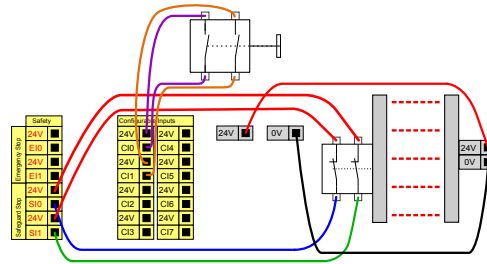 Safety
Emergency Stop
24V
EI0
24V
EI1
Safeguard Stop
24V
SI0
24V
SI1
Configurable Inputs
24V 24V
CI0 CI4
24V 24V
CI1 CI5
24V 24V
CI2 CI6
24V 24V
CI3 CI7
24V 0V
24V
0V